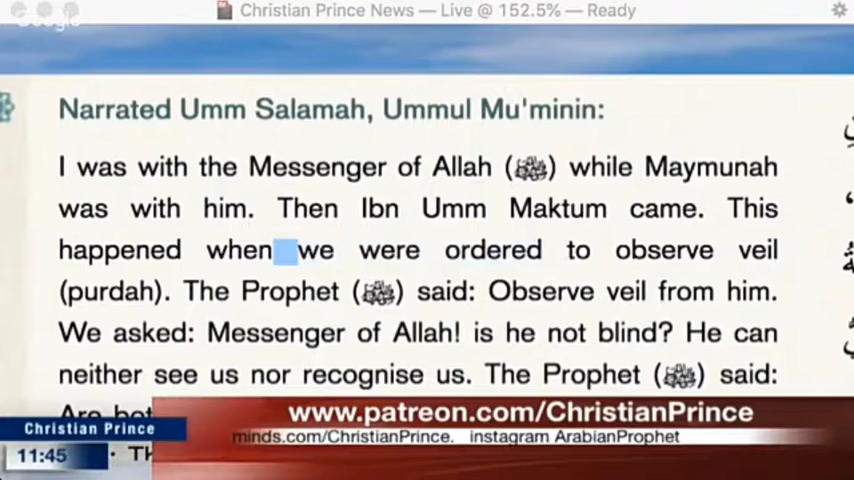 Christian Prince News — Live @ 152.5% — Ready
Google
Narrated Umm Salamah, Ummul Mu'minin:
I was with the Messenger of Allah (ﷺ) while Maymunah
was with him. Then Ibn Umm Maktum came. This
happened when we were ordered to observe veil
(purdah). The Prophet (ﷺ) said: Observe veil from him.
We asked: Messenger of Allah! is he not blind? He can
neither see us nor recognise us. The Prophet (ﷺ) said:
Christian Prince
www.patreon.com/ChristianPrince
minds.com/ChristianPrince. instagram ArabianProphet
11:45